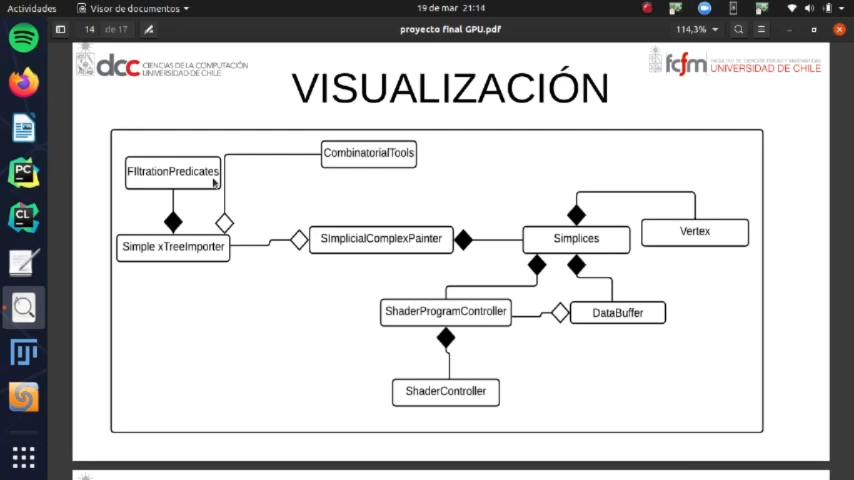 Actividades
Visor de documentos
19 de mar 21:14
14
de 17
proyecto final GPU.pdf
114,3%
dcc
CIENCIAS DE LA COMPUTACIÓN
UNIVERSIDAD DE CHILE
fcfm
UNIVERSIDAD DE CHILE
VISUALIZACIÓN
CombinatorialTools
FIltrationPredicates
Simple xTreeImporter
SImplicialComplexPainter
Simplices
Vertex
ShaderProgramController
DataBuffer
ShaderController
PC
CL